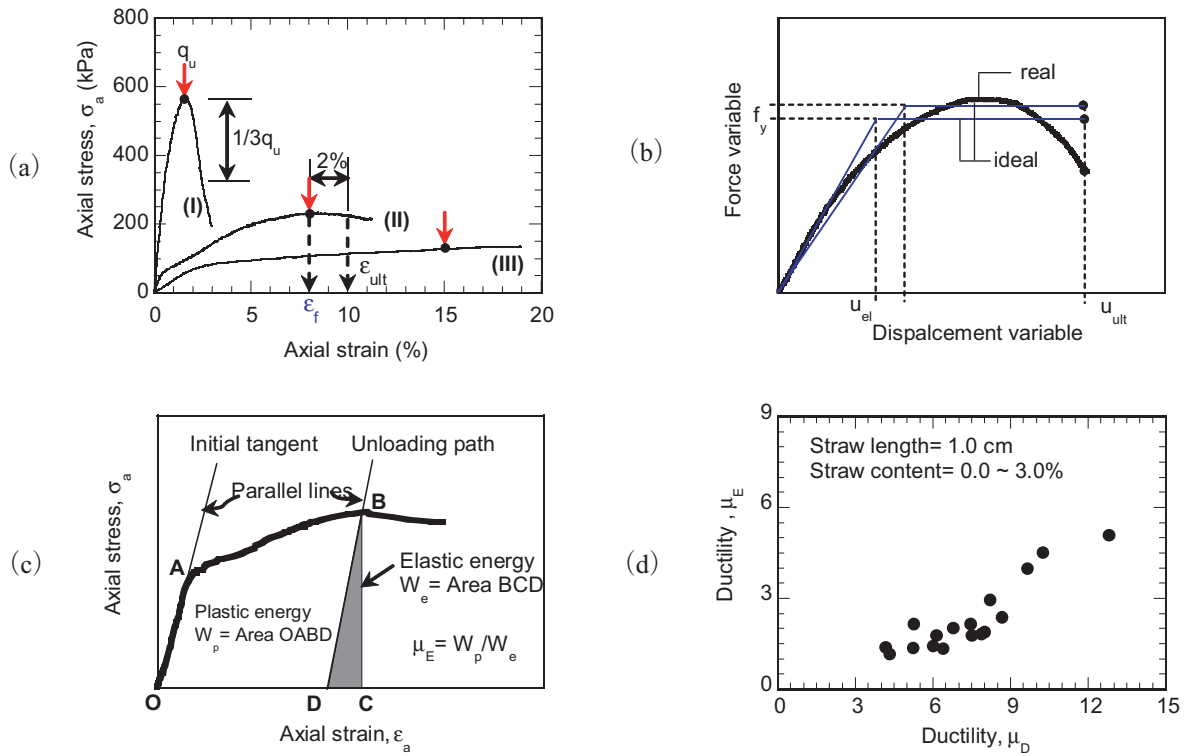 (a)
Axial stress, σa (kPa)
800
600
400
200
0
qu
1/3qu
2%
(I)
(II)
(III)
εult
εf
0 5 10 15 20
Axial strain (%)
(b)
Force variable
fy
real
ideal
uel
uult
Dispalcement variable
(c)
Axial stress, σa
Initial tangent
Unloading path
Parallel lines
A
B
Elastic energy
We = Area BCD
Plastic energy
Wp = Area OABD
μE = Wp/We
O
D
C
Axial strain, εa
(d)
Ductility, μE
9
6
3
0
Straw length= 1.0 cm
Straw content= 0.0 ~ 3.0%
0 3 6 9 12 15
Ductility, μD